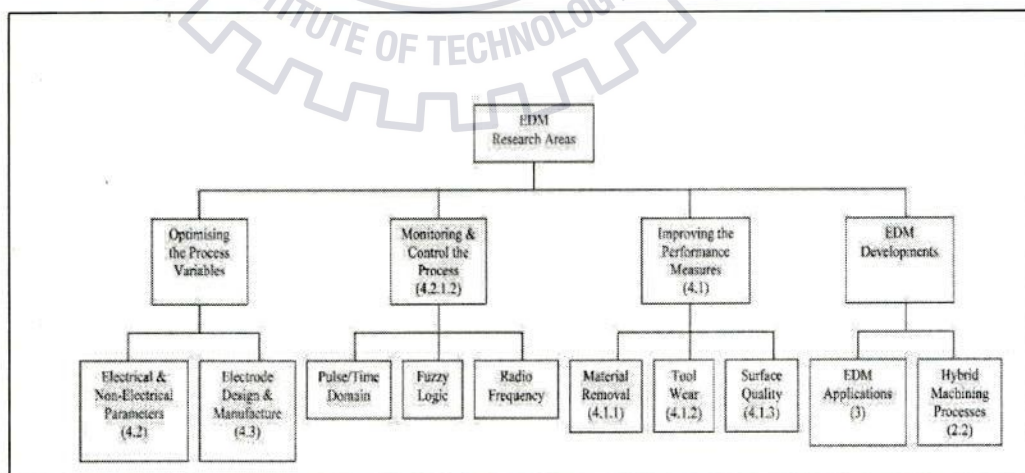 TUTE OF TECHNOLOG
EDM
Research Areas
Optimising
the Process
Variables
Monitoring &
Control the
Process
(4.2.1.2)
Improving the
Performance
Measures
(4.1)
EDM
Developments
Electrical &
Non-Electrical
Parameters
(4.2)
Electrode
Design &
Manufacture
(4.3)
Pulse/Time
Domain
Fuzzy
Logic
Radio
Frequency
Material
Removal
(4.1.1)
Tool
Wear
(4.1.2)
Surface
Quality
(4.1.3)
EDM
Applications
(3)
Hybrid
Machining
Processes
(2.2)